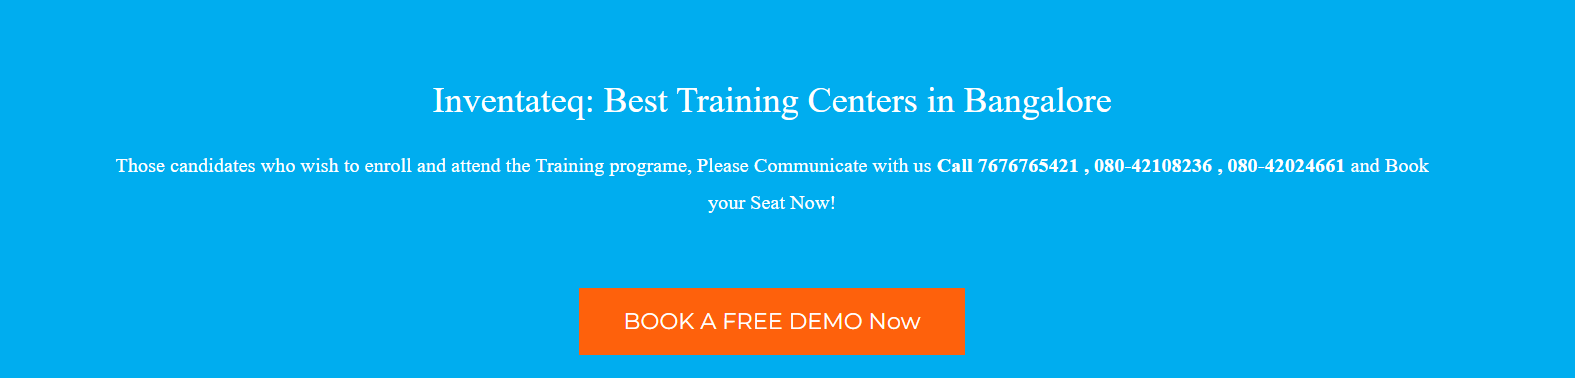 Inventateq: Best Training Centers in Bangalore
Those candidates who wish to enroll and attend the Training programe, Please Communicate with us Call 7676765421 , 080-42108236 , 080-42024661 and Book
your Seat Now!
BOOK A FREE DEMO Now